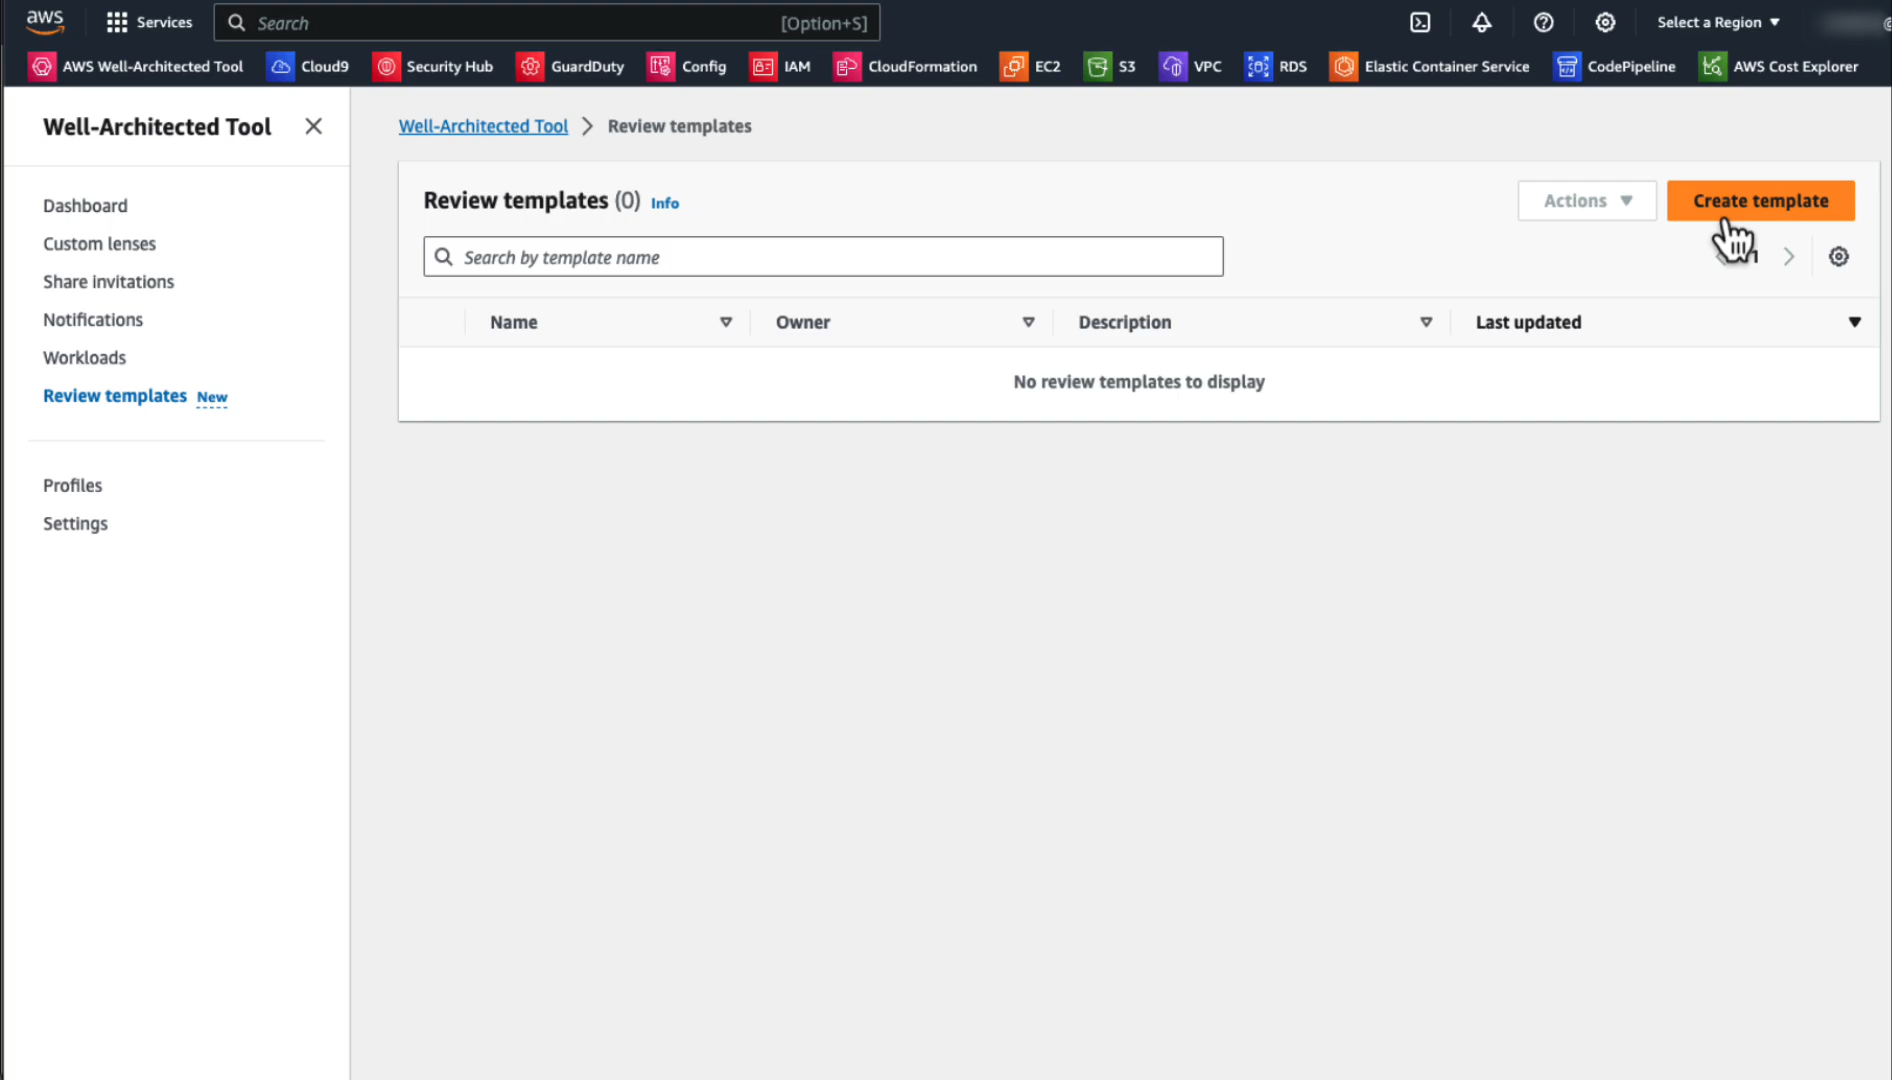 aws Services Search [Option+S] Select a Region
AWS Well-Architected Tool Cloud9 Security Hub GuardDuty Config IAM CloudFormation EC2 S3 VPC RDS Elastic Container Service CodePipeline AWS Cost Explorer
Well-Architected Tool
Dashboard
Custom lenses
Share invitations
Notifications
Workloads
Review templates New
Profiles
Settings
Well-Architected Tool > Review templates
Review templates (0) Info
Actions Create template
Search by template name
Name Owner Description Last updated
No review templates to display